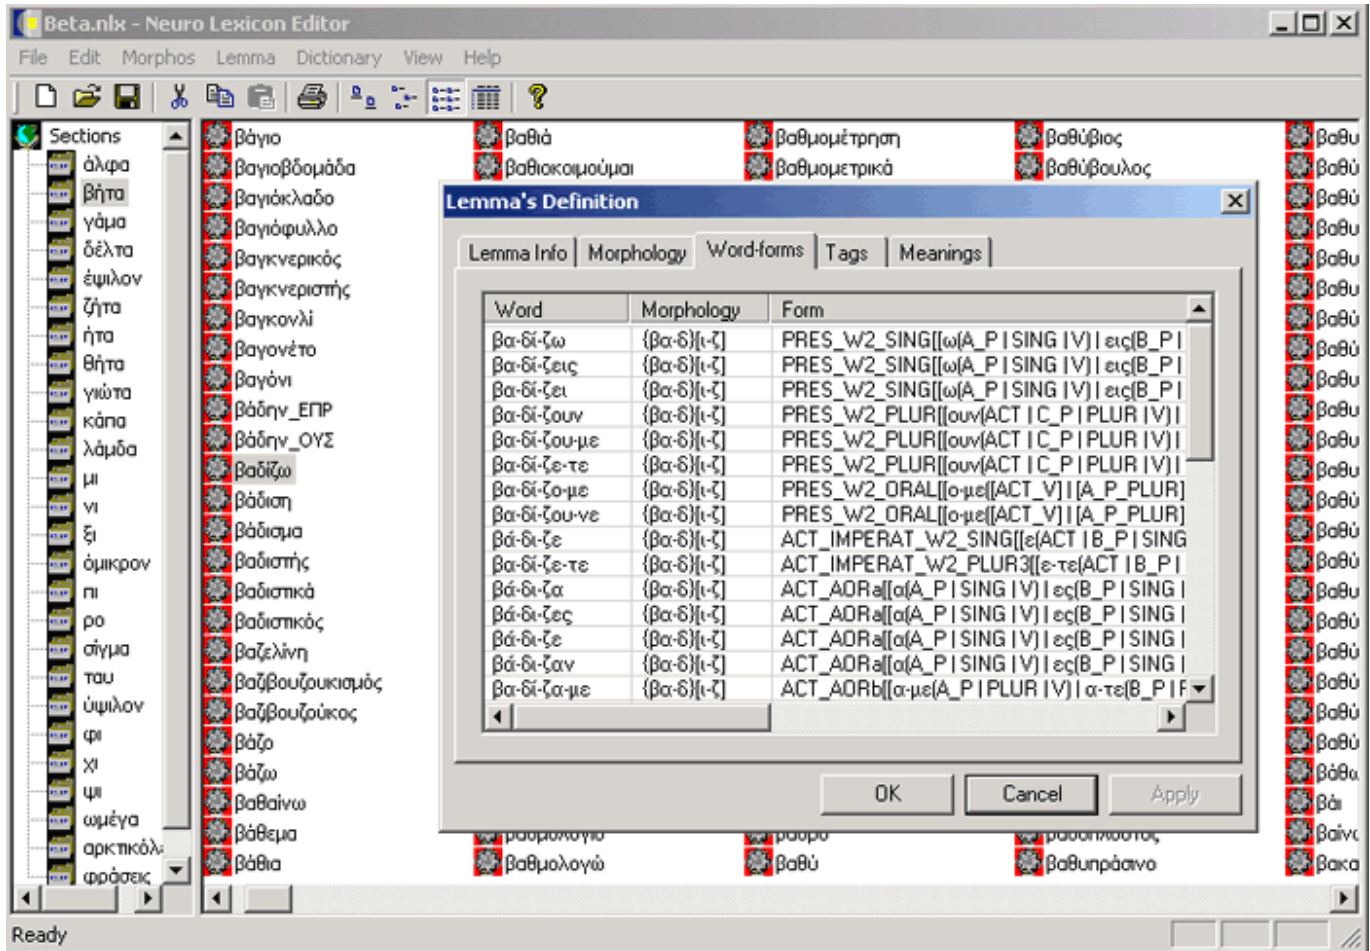 Beta.nlx - Neuro Lexicon Editor
File Edit Morphos Lemma Dictionary View Help
Sections
άλφα
βήτα
γάμα
δέλτα
έψιλον
ζήτα
ήτα
θήτα
γιώτα
κάπα
λάμδα
μι
νι
ξι
όμικρον
πι
ρο
σίγμα
ταυ
ύψιλον
φι
χι
ψι
ωμέγα
αρκτικόλε
φράσεις
βάγιο
βαγιοβδομάδα
βαγιόκλαδο
βαγιόφυλλο
βαγκνερικός
βαγκνεριστής
βαγκονλί
βαγονέτο
βαγόνι
βάδην_ΕΠΡ
βάδην_ΟΥΣ
βαδίζω
βάδιση
βάδισμα
βαδιστής
βαδιστικά
βαδιστικός
βαζελίνη
βαζιβουζουκισμός
βαζιβουζούκος
βάζο
βάζω
βαθαίνω
βάθεμα
βάθια
βαθιά
βαθιοκοιμούμαι
βαθμολόγιο
βαθμολογώ
βαθμομέτρηση
βαθμομετρικά
βάθρο
βαθύ
βαθύβιος
βαθύβουλος
βαθύπλουτος
βαθυπράσινο
Lemma's Definition
Lemma Info Morphology Word-forms Tags Meanings
Word Morphology Form
βα-δί-ζω {βα-δ}[ι-ζ] PRES_W2_SING[[ω(A_P | SING | V) | εις(B_P |
βα-δί-ζεις {βα-δ}[ι-ζ] PRES_W2_SING[[ω(A_P | SING | V) | εις(B_P |
βα-δί-ζει {βα-δ}[ι-ζ] PRES_W2_SING[[ω(A_P | SING | V) | εις(B_P |
βα-δί-ζουν {βα-δ}[ι-ζ] PRES_W2_PLUR[[ουν(ACT | C_P | PLUR | V) |
βα-δί-ζου-με {βα-δ}[ι-ζ] PRES_W2_PLUR[[ουν(ACT | C_P | PLUR | V) |
βα-δί-ζε-τε {βα-δ}[ι-ζ] PRES_W2_PLUR[[ουν(ACT | C_P | PLUR | V) |
βα-δί-ζο-με {βα-δ}[ι-ζ] PRES_W2_ORAL[[ο-με([ACT_V] | [A_P_PLUR]
βα-δί-ζου-νε {βα-δ}[ι-ζ] PRES_W2_ORAL[[ο-με([ACT_V] | [A_P_PLUR]
βά-δι-ζε {βα-δ}[ι-ζ] ACT_IMPERAT_W2_SING[[ε(ACT | B_P | SING
βα-δί-ζε-τε {βα-δ}[ι-ζ] ACT_IMPERAT_W2_PLUR3[[ε-τε(ACT | B_P |
βά-δι-ζα {βα-δ}[ι-ζ] ACT_AORa[[α(A_P | SING | V) | ες(B_P | SING |
βά-δι-ζες {βα-δ}[ι-ζ] ACT_AORa[[α(A_P | SING | V) | ες(B_P | SING |
βά-δι-ζε {βα-δ}[ι-ζ] ACT_AORa[[α(A_P | SING | V) | ες(B_P | SING |
βά-δι-ζαν {βα-δ}[ι-ζ] ACT_AORa[[α(A_P | SING | V) | ες(B_P | SING |
βα-δί-ζα-με {βα-δ}[ι-ζ] ACT_AORb[[α-με(A_P | PLUR | V) | α-τε(B_P | P
OK Cancel Apply
Ready